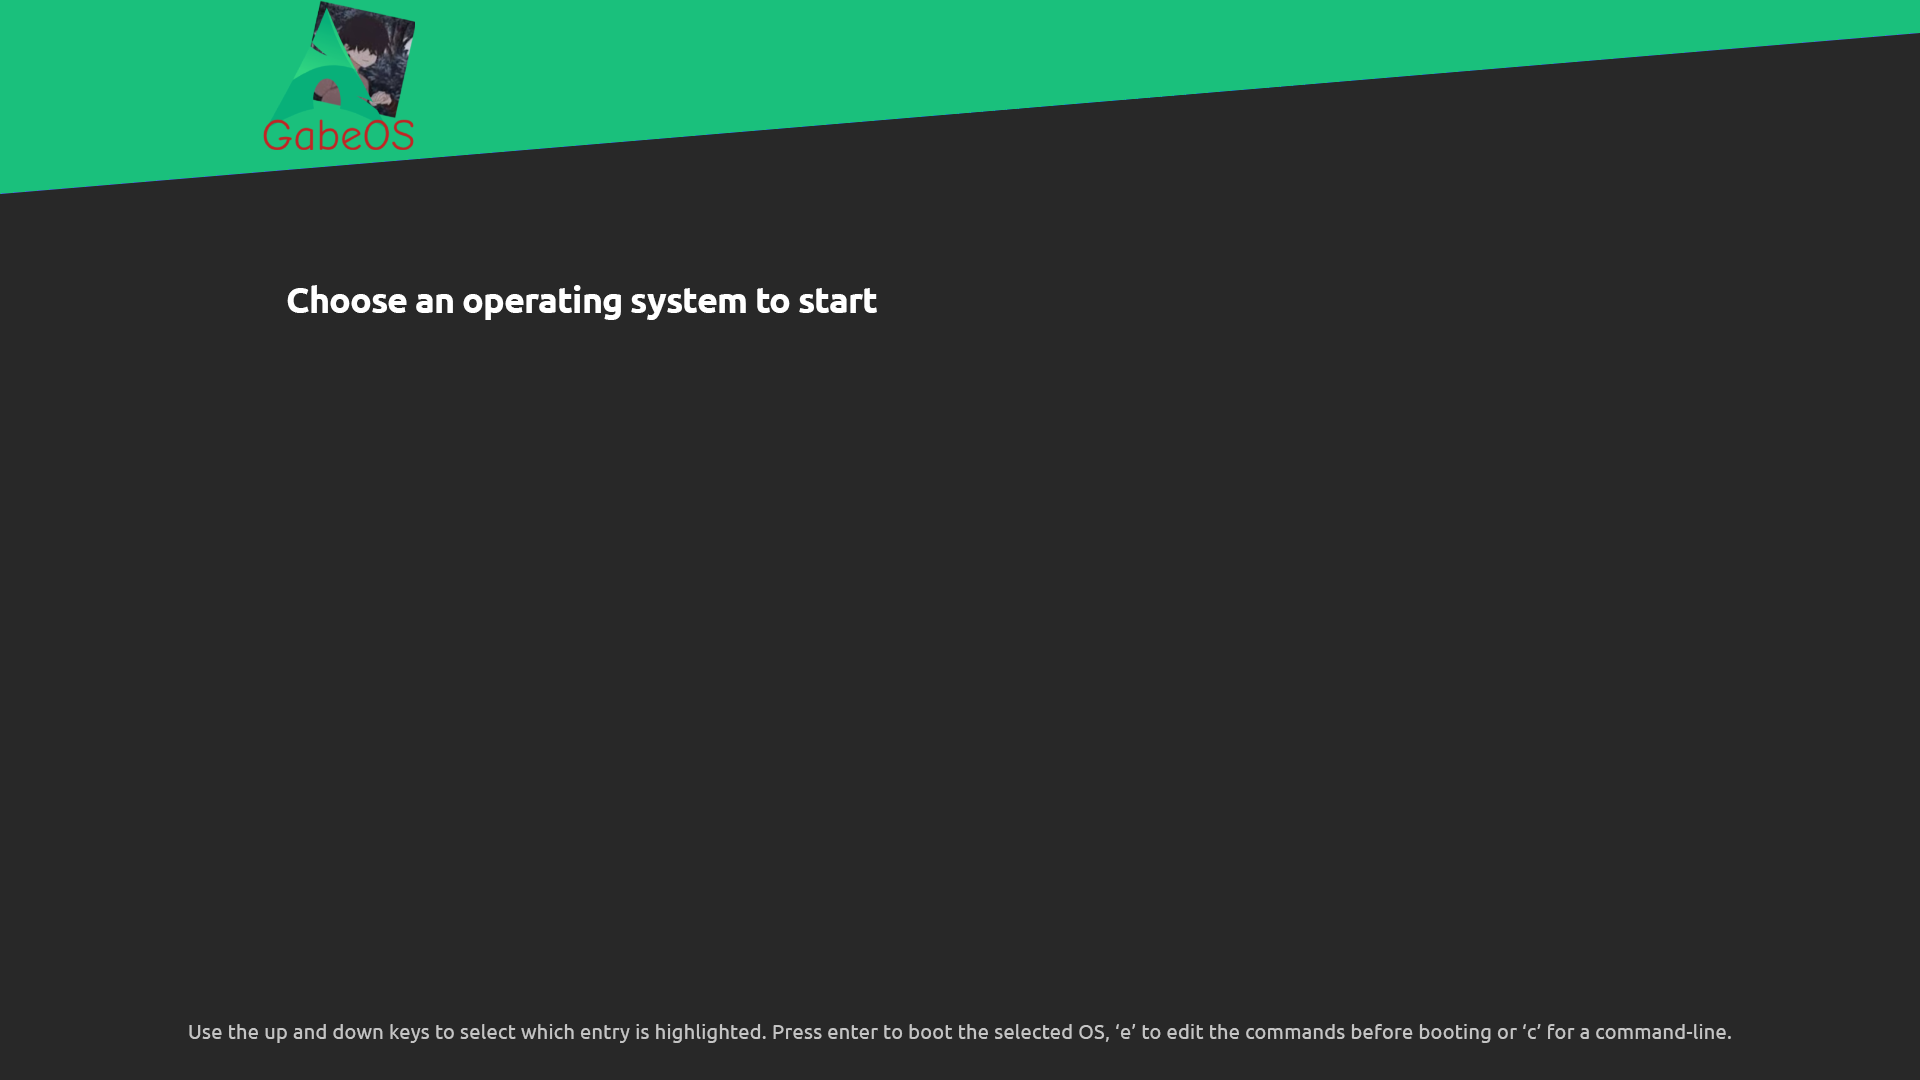 GabeOS
Choose an operating system to start
Use the up and down keys to select which entry is highlighted. Press enter to boot the selected OS, ‘e’ to edit the commands before booting or ‘c’ for a command-line.